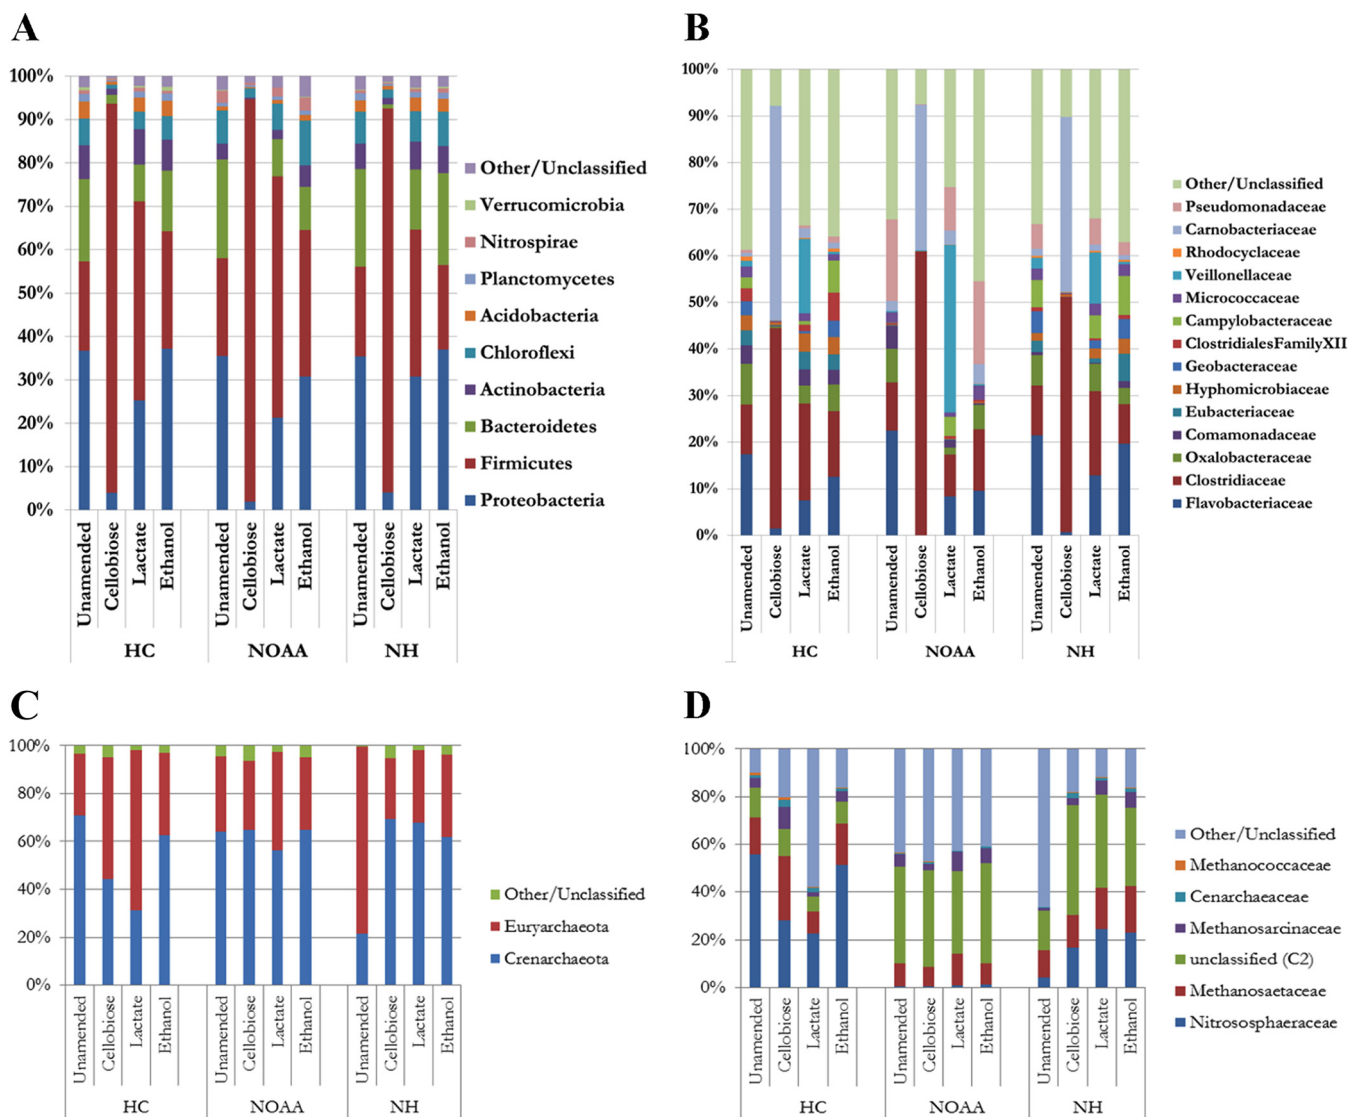 A
100%
90%
80%
70%
60%
50%
40%
30%
20%
10%
0%
Other/Unclassified
Verrucomicrobia
Nitrospirae
Planctomycetes
Acidobacteria
Chloroflexi
Actinobacteria
Bacteroidetes
Firmicutes
Proteobacteria
Unamended Cellobiose Lactate Ethanol Unamended Cellobiose Lactate Ethanol Unamended Cellobiose Lactate Ethanol
HC NOAA NH
B
100%
90%
80%
70%
60%
50%
40%
30%
20%
10%
0%
Other/Unclassified
Pseudomonadaceae
Carnobacteriaceae
Rhodocyclaceae
Veillonellaceae
Micrococcaceae
Campylobacteraceae
ClostridialesFamilyXII
Geobacteraceae
Hyphomicrobiaceae
Eubacteriaceae
Comamonadaceae
Oxalobacteraceae
Clostridiaceae
Flavobacteriaceae
Unamended Cellobiose Lactate Ethanol Unamended Cellobiose Lactate Ethanol Unamended Cellobiose Lactate Ethanol
HC NOAA NH
C
100%
80%
60%
40%
20%
0%
Other/Unclassified
Euryarchaeota
Crenarchaeota
Unamended Cellobiose Lactate Ethanol Unamended Cellobiose Lactate Ethanol Unamended Cellobiose Lactate Ethanol
HC NOAA NH
D
100%
80%
60%
40%
20%
0%
Other/Unclassified
Methanococcaceae
Cenarchaeaceae
Methanosarcinaceae
unclassified (C2)
Methanosaetaceae
Nitrososphaeraceae
Unamended Cellobiose Lactate Ethanol Unamended Cellobiose Lactate Ethanol Unamended Cellobiose Lactate Ethanol
HC NOAA NH